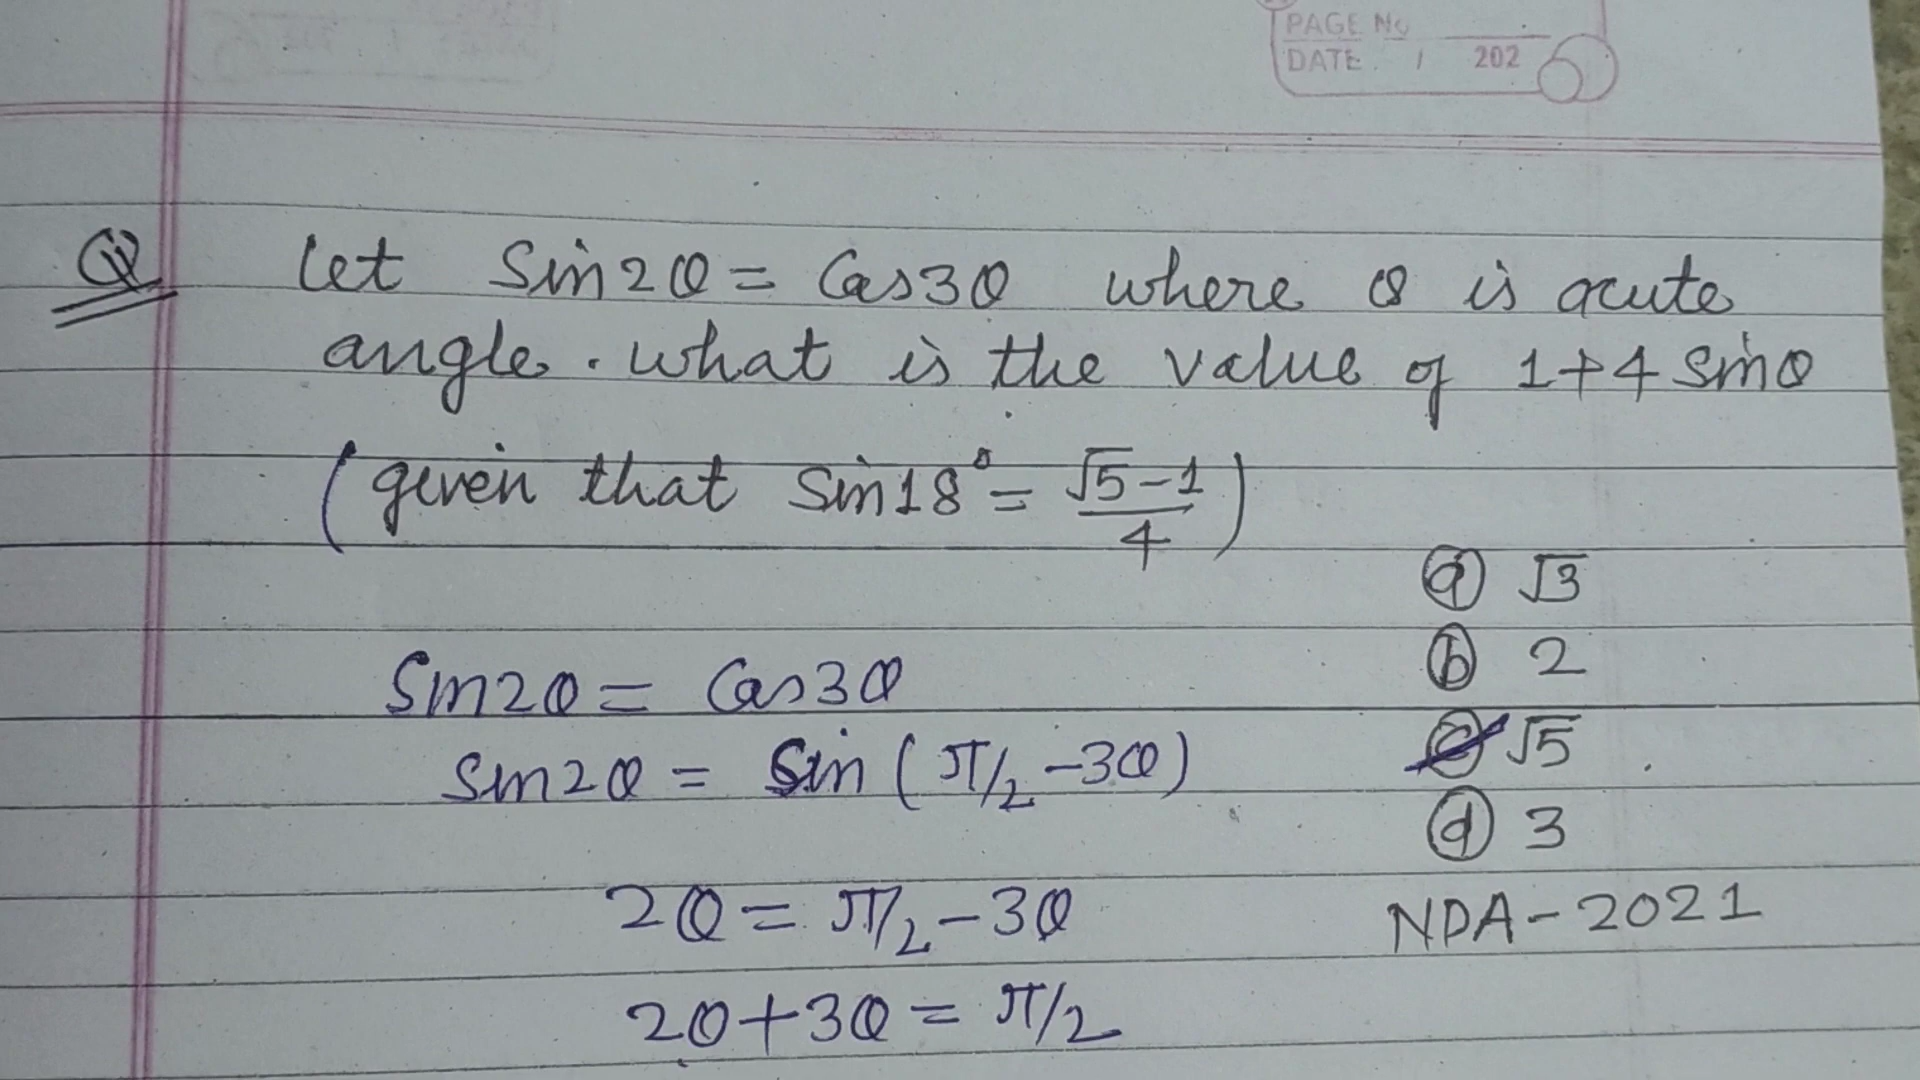 PAGE No
DATE / 202
Q Let Sin2θ = Cos3θ where θ is acute
angle. what is the value of 1+4 sinθ
(given that Sin18° = √5-1/4)
ⓐ √3
ⓑ 2
ⓒ √5
ⓓ 3
NDA-2021
Sin2θ = Cos3θ
Sin2θ = Sin(π/2 -3θ)
2θ = π/2 -3θ
2θ+3θ = π/2